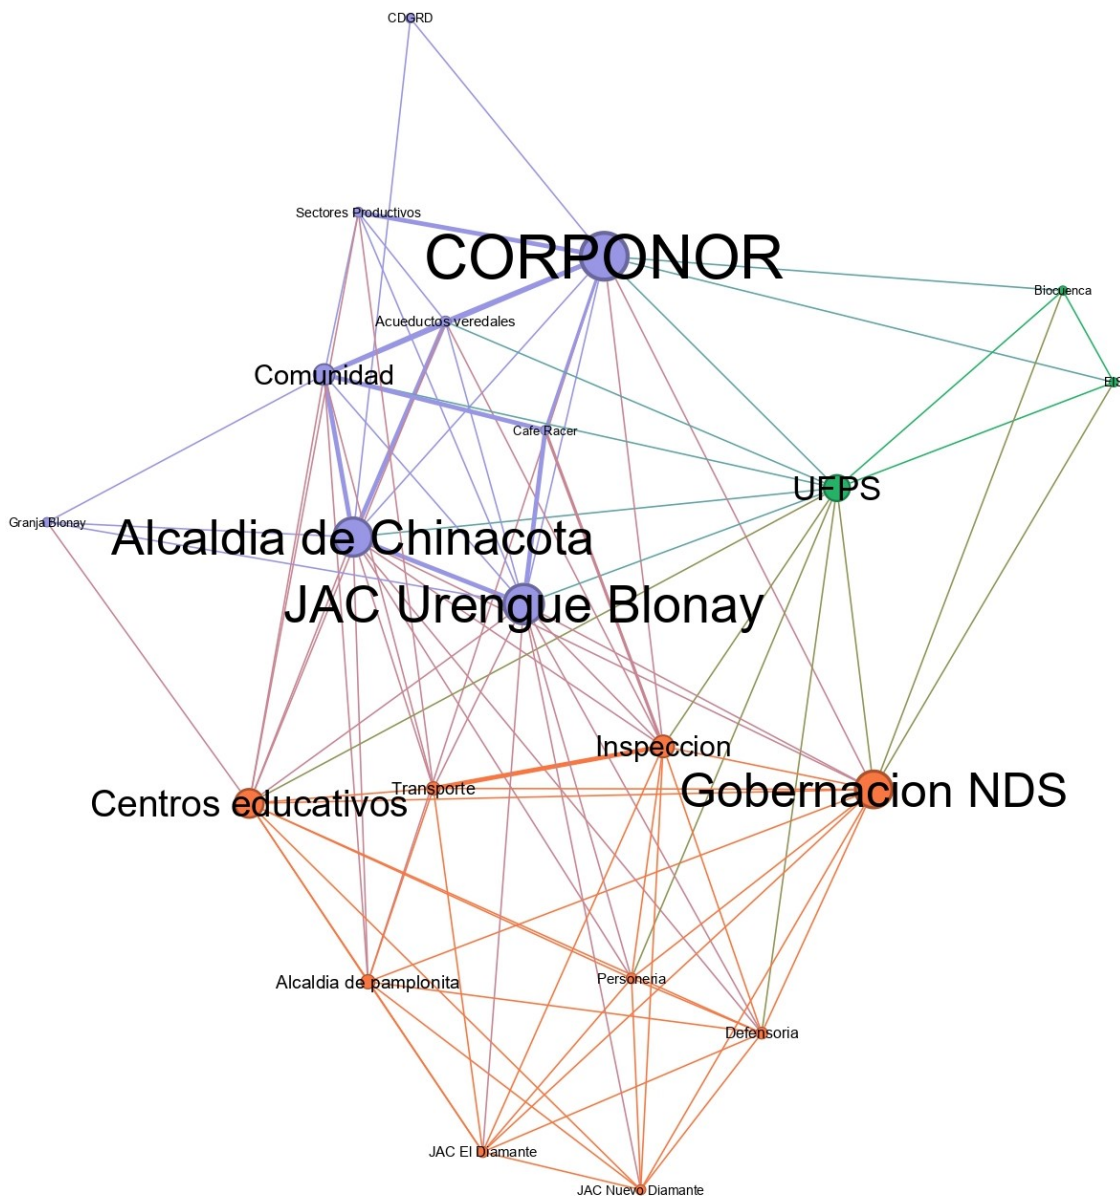 CDGRD
Sectores Productivos
CORPONOR
Biocuenca
Acueductos veredales
Comunidad
EIS
Cafe Racer
UFPS
Granja Blonay
Alcaldia de Chinacota
JAC Urengue Blonay
Inspeccion
Transporte
Gobernacion NDS
Centros educativos
Personeria
Alcaldia de pamplonita
Defensoria
JAC El Diamante
JAC Nuevo Diamante